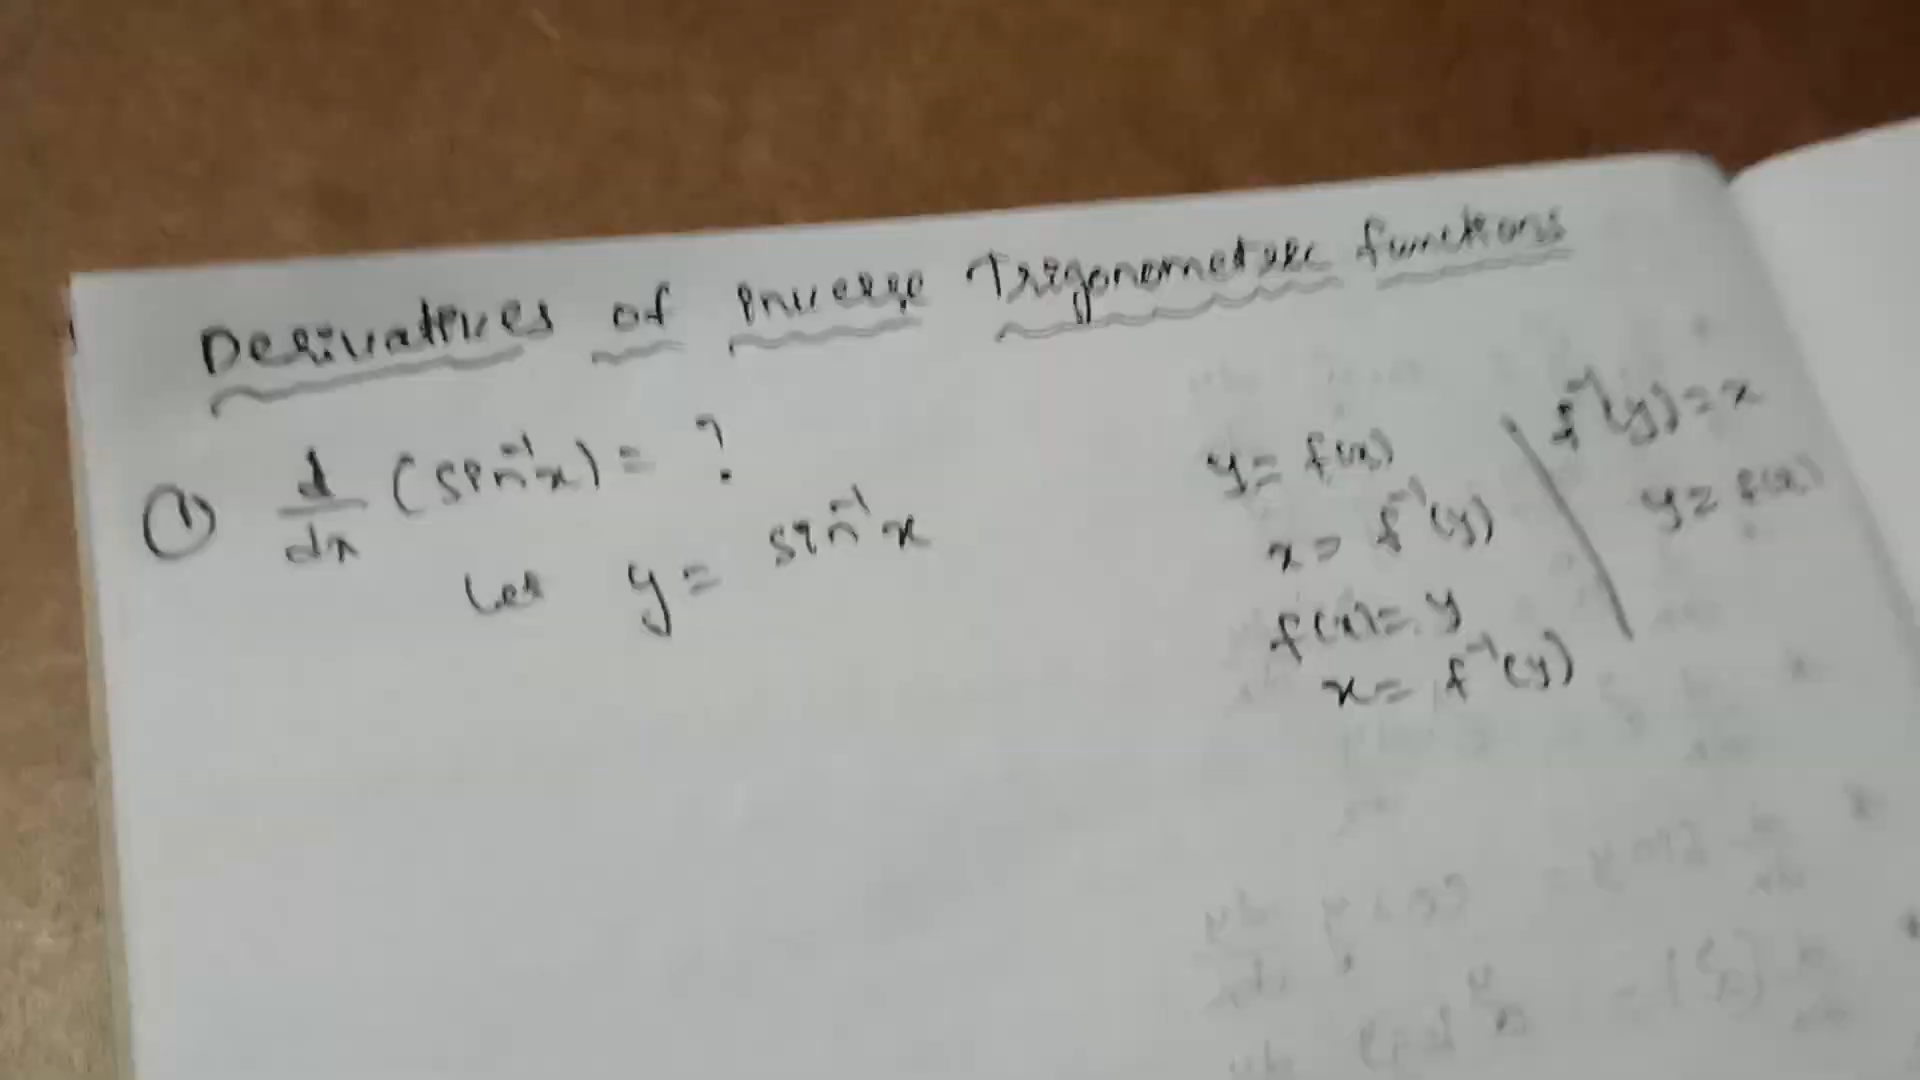 Derivatives of Inverse Trigonometric functions
① d/dx (sin⁻¹x) = ?
Let y = sin⁻¹x
y = f(x)
x = f⁻¹(y)
f(x) = y
x = f⁻¹(y)
f⁻¹(y) = x
y = f(x)